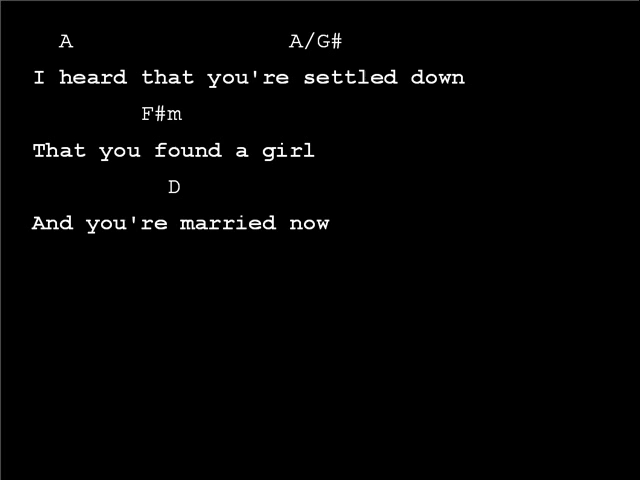 A A/G#
I heard that you're settled down
F#m
That you found a girl
D
And you're married now